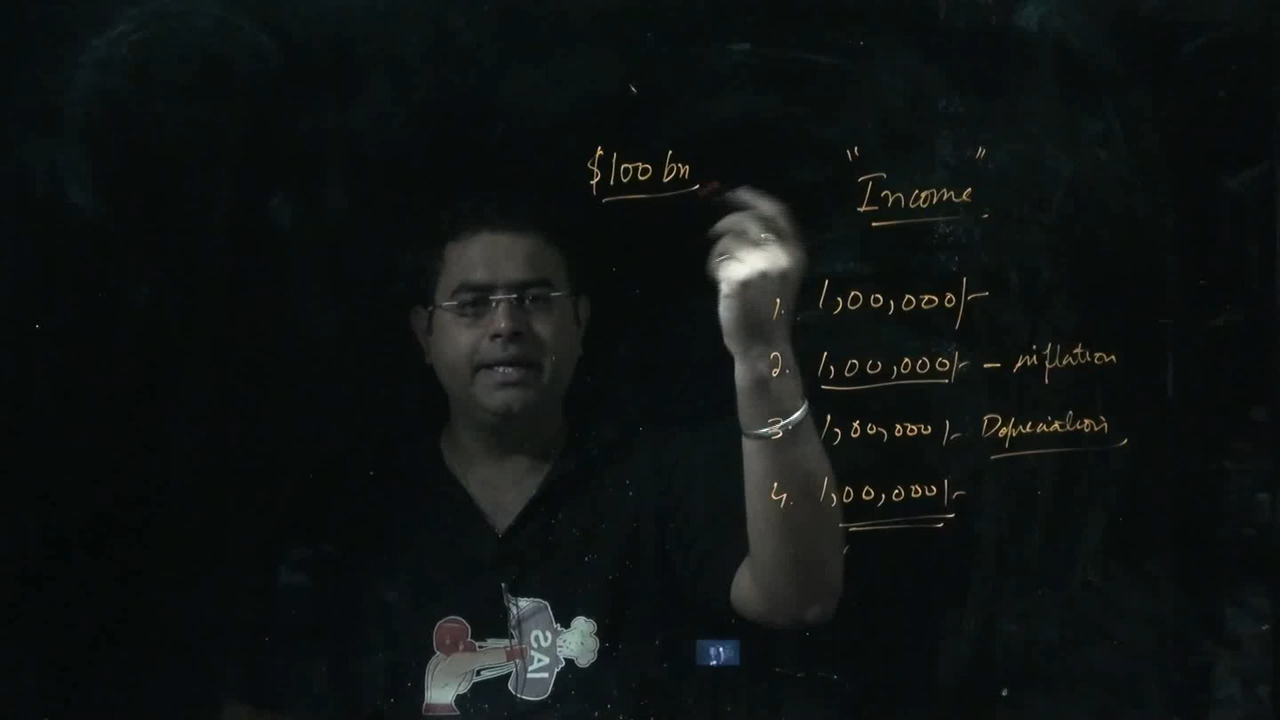 $100 bn
" Income "
1. 1,00,000/-
2. 1,00,000/- - inflation
3. 1,00,000/- Depreciation
4. 1,00,000/-
IAS